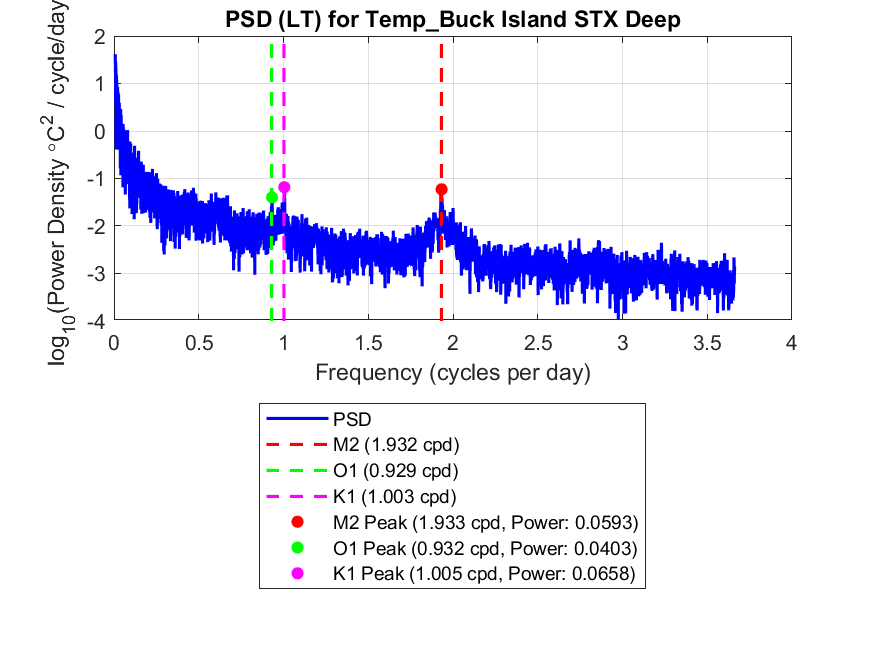 PSD (LT) for Temp_Buck Island STX Deep
log10(Power Density °C2 / cycle/day
2
1
0
-1
-2
-3
-4
0
0.5
1
1.5
2
2.5
3
3.5
4
Frequency (cycles per day)
PSD
M2 (1.932 cpd)
O1 (0.929 cpd)
K1 (1.003 cpd)
M2 Peak (1.933 cpd, Power: 0.0593)
O1 Peak (0.932 cpd, Power: 0.0403)
K1 Peak (1.005 cpd, Power: 0.0658)